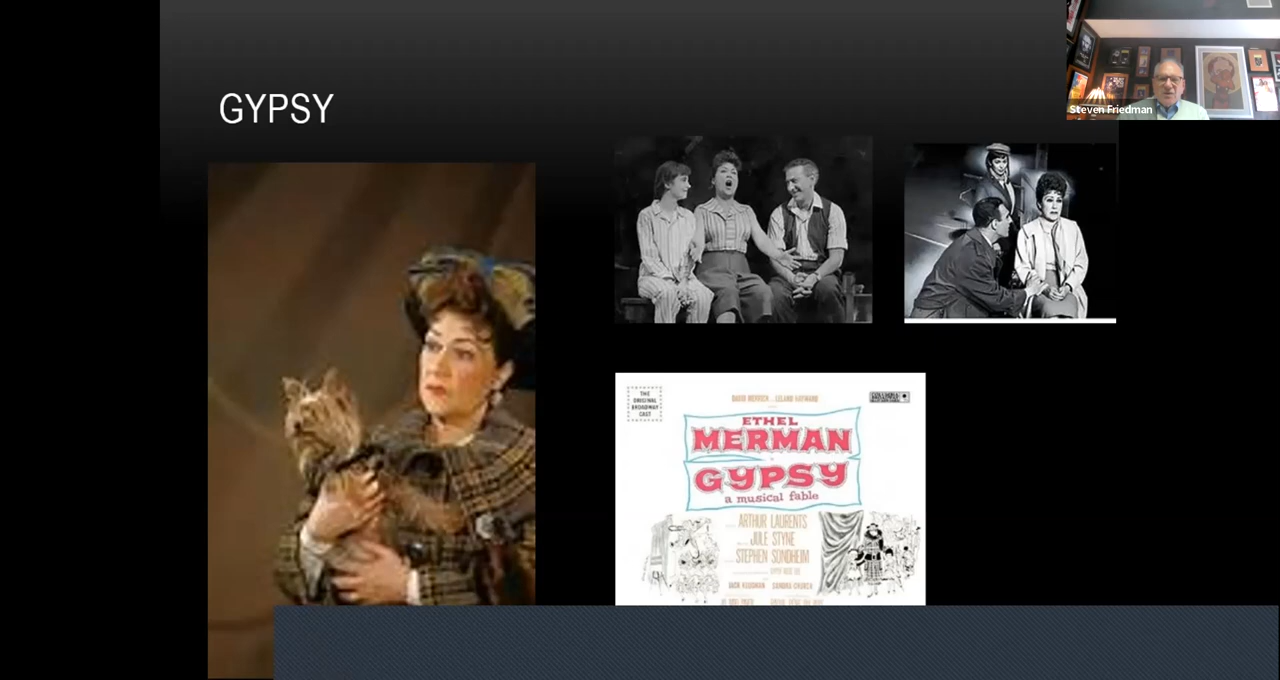 GYPSY
Steven Friedman
THE
ORIGINAL
BROADWAY
CAST
DAVID MERRICK LELAND HAYWARD
ETHEL
MERMAN
GYPSY
a musical fable
ARTHUR LAURENTS
JULE STYNE
STEPHEN SONDHEIM
JACK KLUGMAN SANDRA CHURCH